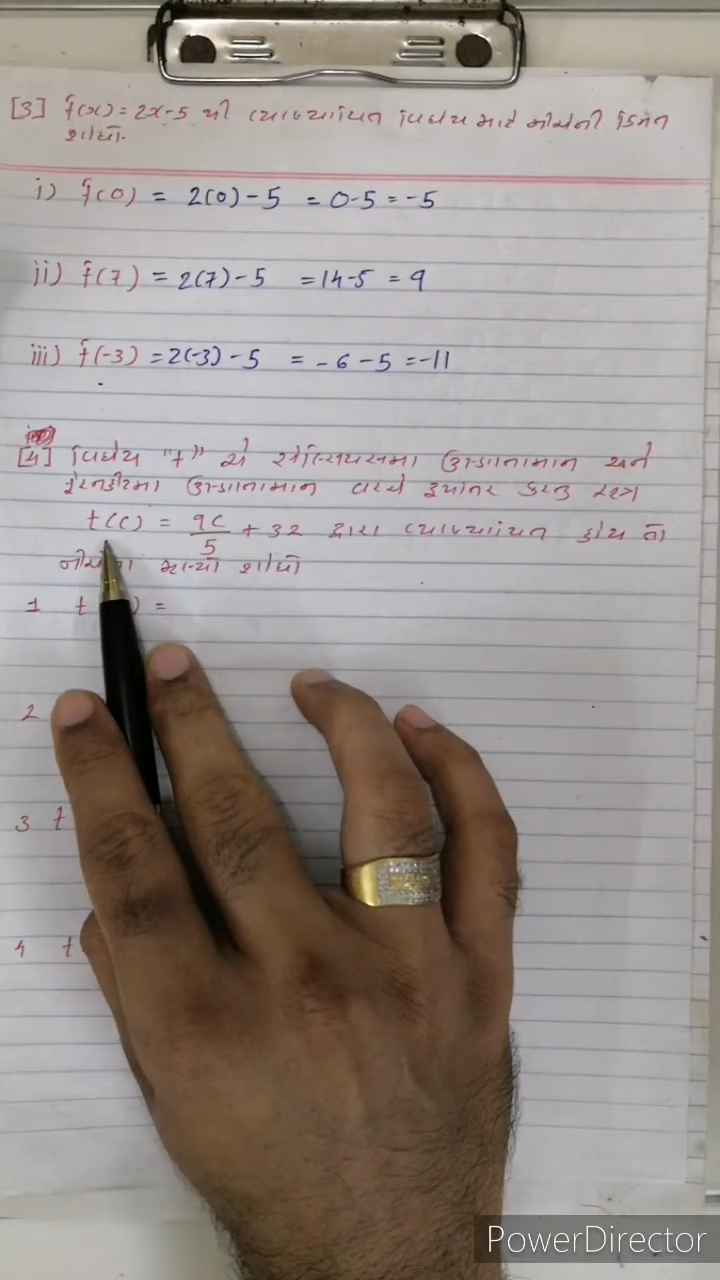 [3] f(x) = 2x-5 થી વ્યાખ્યાયિત વિધેય માટે નીચેની કિંમત
શોધો.
i) f(0) = 2(0) - 5 = 0-5 = -5
ii) f(7) = 2(7) - 5 = 14-5 = 9
iii) f(-3) = 2(-3) - 5 = -6 - 5 = -11
[4] વિધેય "t" એ સેલ્સિયસમા ઉષ્ણતામાન અને
ફેરનહીટમા ઉષ્ણતામાન વચ્ચે રૂપાંતર કરતુ
t(C) = 9C/5 + 32 દ્વારા વ્યાખ્યાયિત હોય તો
મૂલ્યો શોધો
1 t ) =
2
3 t
4 t
PowerDirector